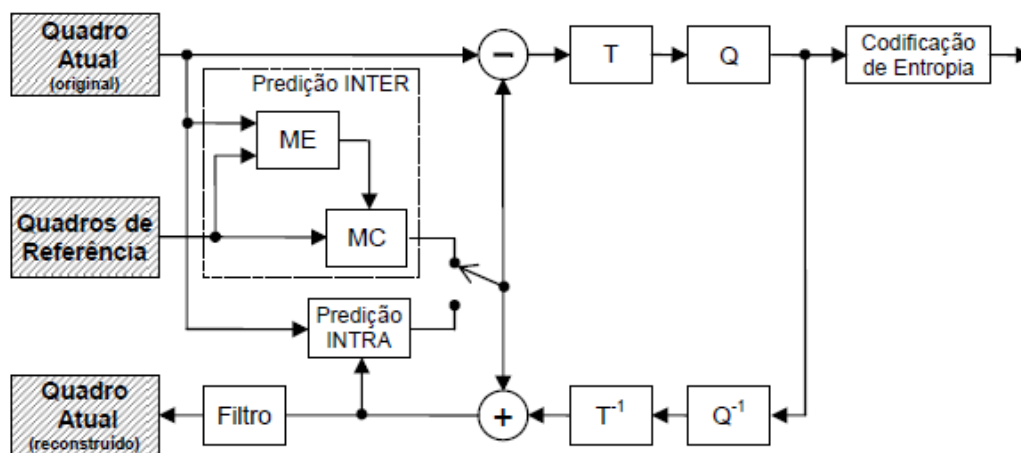 Quadro
Atual
(original)
Predição INTER
ME
MC
Quadros de
Referência
Predição
INTRA
Quadro
Atual
(reconstruído)
Filtro
−
T
Q
Codificação
de Entropia
+
T-1
Q-1